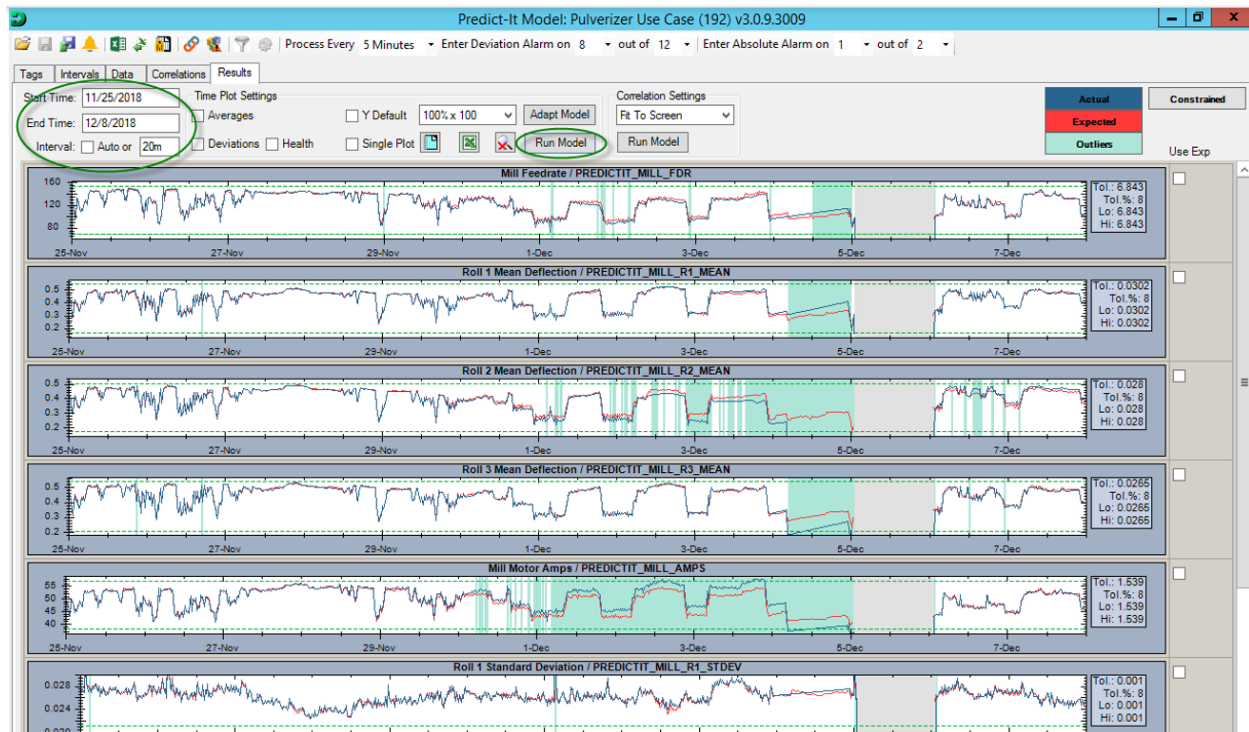 Predict-It Model: Pulverizer Use Case (192) v3.0.9.3009
Process Every 5 Minutes Enter Deviation Alarm on 8 out of 12 Enter Absolute Alarm on 1 out of 2
Tags Intervals Data Correlations Results
Start Time: 11/25/2018
End Time: 12/8/2018
Interval: Auto or 20m
Time Plot Settings
Averages Y Default 100% x 100 Adapt Model
Deviations Health Single Plot Run Model
Correlation Settings
Fit To Screen
Run Model
Actual
Expected
Outliers
Constrained
Use Exp
Mill Feedrate / PREDICTIT_MILL_FDR
160
120
80
25-Nov 27-Nov 29-Nov 1-Dec 3-Dec 5-Dec 7-Dec
Tol.: 6.843
Tol.%: 8
Lo: 6.843
Hi: 6.843
Roll 1 Mean Deflection / PREDICTIT_MILL_R1_MEAN
0.5
0.4
0.3
0.2
25-Nov 27-Nov 29-Nov 1-Dec 3-Dec 5-Dec 7-Dec
Tol.: 0.0302
Tol.%: 8
Lo: 0.0302
Hi: 0.0302
Roll 2 Mean Deflection / PREDICTIT_MILL_R2_MEAN
0.5
0.4
0.3
0.2
25-Nov 27-Nov 29-Nov 1-Dec 3-Dec 5-Dec 7-Dec
Tol.: 0.028
Tol.%: 8
Lo: 0.028
Hi: 0.028
Roll 3 Mean Deflection / PREDICTIT_MILL_R3_MEAN
0.5
0.4
0.3
0.2
25-Nov 27-Nov 29-Nov 1-Dec 3-Dec 5-Dec 7-Dec
Tol.: 0.0265
Tol.%: 8
Lo: 0.0265
Hi: 0.0265
Mill Motor Amps / PREDICTIT_MILL_AMPS
55
50
45
40
25-Nov 27-Nov 29-Nov 1-Dec 3-Dec 5-Dec 7-Dec
Tol.: 1.539
Tol.%: 8
Lo: 1.539
Hi: 1.539
Roll 1 Standard Deviation / PREDICTIT_MILL_R1_STDEV
0.028
0.024
0.020
Tol.: 0.001
Tol.%: 8
Lo: 0.001
Hi: 0.001